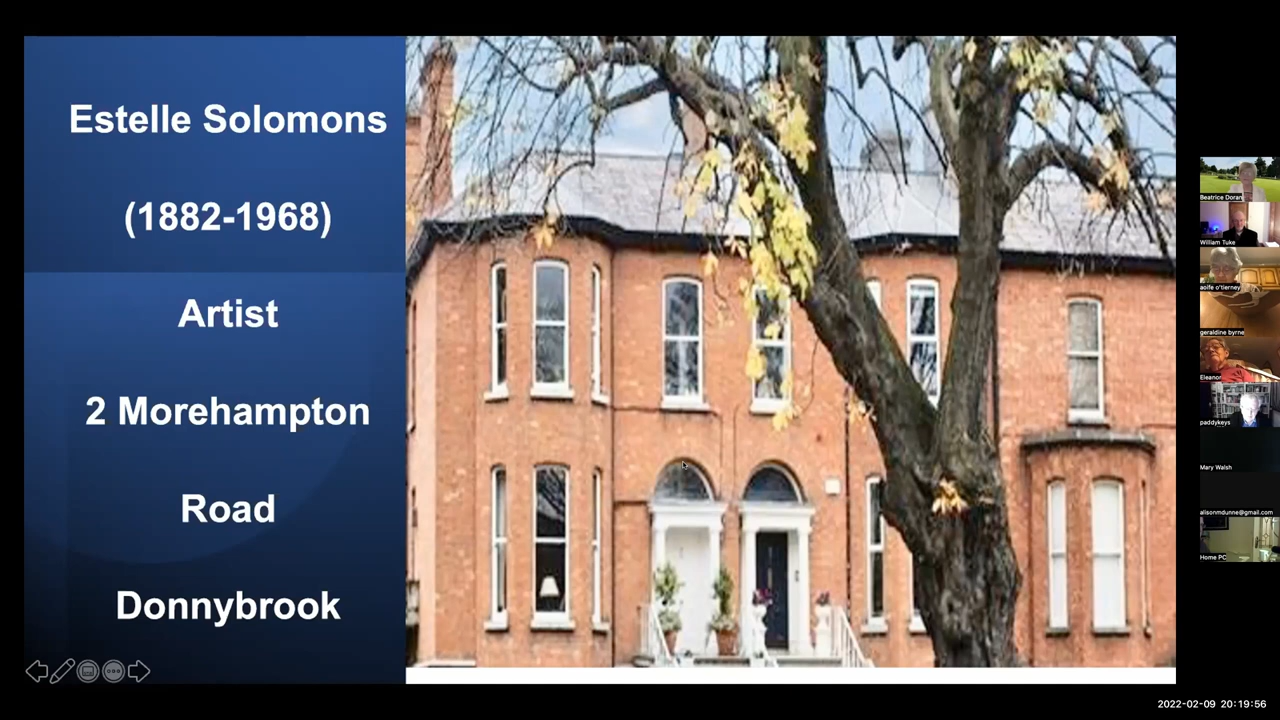 Estelle Solomons
(1882-1968)
Artist
2 Morehampton
Road
Donnybrook
Beatrice Doran
William Tuke
aoife o'tierney
geraldine byrne
Eleanor
paddykeys
Mary Walsh
alisonmdunne@gmail.com
Home PC
2022-02-09 20:19:56